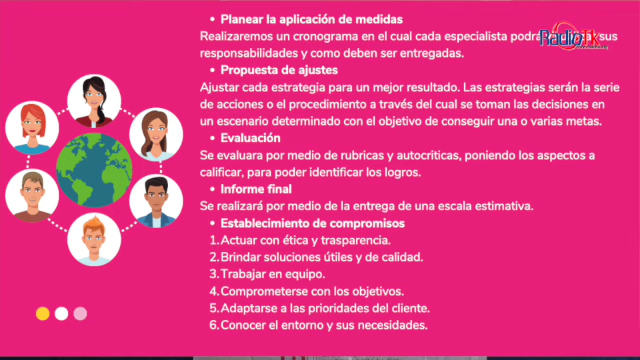 • Planear la aplicación de medidas
Realizaremos un cronograma en el cual cada especialista sus
responsabilidades y como deben ser entregadas.
• Propuesta de ajustes
Ajustar cada estrategia para un mejor resultado. Las estrategias serán la serie
de acciones o el procedimiento a través del cual se toman las decisiones en
un escenario determinado con el objetivo de conseguir una o varias metas.
• Evaluación
Se evaluara por medio de rubricas y autocriticas, poniendo los aspectos a
calificar, para poder identificar los logros.
• Informe final
Se realizará por medio de la entrega de una escala estimativa.
• Establecimiento de compromisos
1. Actuar con ética y trasparencia.
2. Brindar soluciones útiles y de calidad.
3. Trabajar en equipo.
4. Comprometerse con los objetivos.
5. Adaptarse a las prioridades del cliente.
6. Conocer el entorno y sus necesidades.